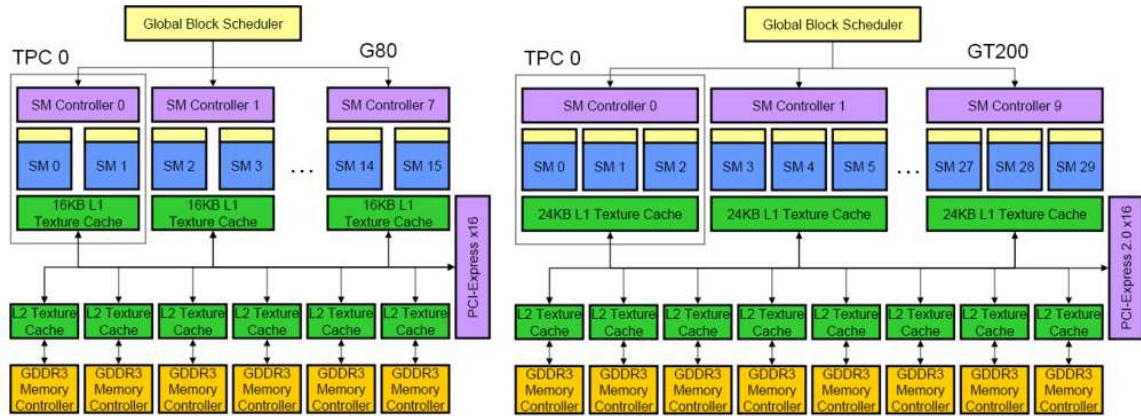 Global Block Scheduler
TPC 0
G80
SM Controller 0
SM Controller 1
SM Controller 7
SM 0
SM 1
SM 2
SM 3
...
SM 14
SM 15
16KB L1
Texture Cache
16KB L1
Texture Cache
16KB L1
Texture Cache
PCI-Express x16
L2 Texture
Cache
L2 Texture
Cache
L2 Texture
Cache
L2 Texture
Cache
L2 Texture
Cache
L2 Texture
Cache
GDDR3
Memory
Controller
GDDR3
Memory
Controller
GDDR3
Memory
Controller
GDDR3
Memory
Controller
GDDR3
Memory
Controller
GDDR3
Memory
Controller
Global Block Scheduler
TPC 0
GT200
SM Controller 0
SM Controller 1
SM Controller 9
SM 0
SM 1
SM 2
SM 3
SM 4
SM 5
...
SM 27
SM 28
SM 29
24KB L1 Texture Cache
24KB L1 Texture Cache
24KB L1 Texture Cache
PCI-Express 2.0 x16
L2 Texture
Cache
L2 Texture
Cache
L2 Texture
Cache
L2 Texture
Cache
L2 Texture
Cache
L2 Texture
Cache
L2 Texture
Cache
L2 Texture
Cache
GDDR3
Memory
Controller
GDDR3
Memory
Controller
GDDR3
Memory
Controller
GDDR3
Memory
Controller
GDDR3
Memory
Controller
GDDR3
Memory
Controller
GDDR3
Memory
Controller
GDDR3
Memory
Controller